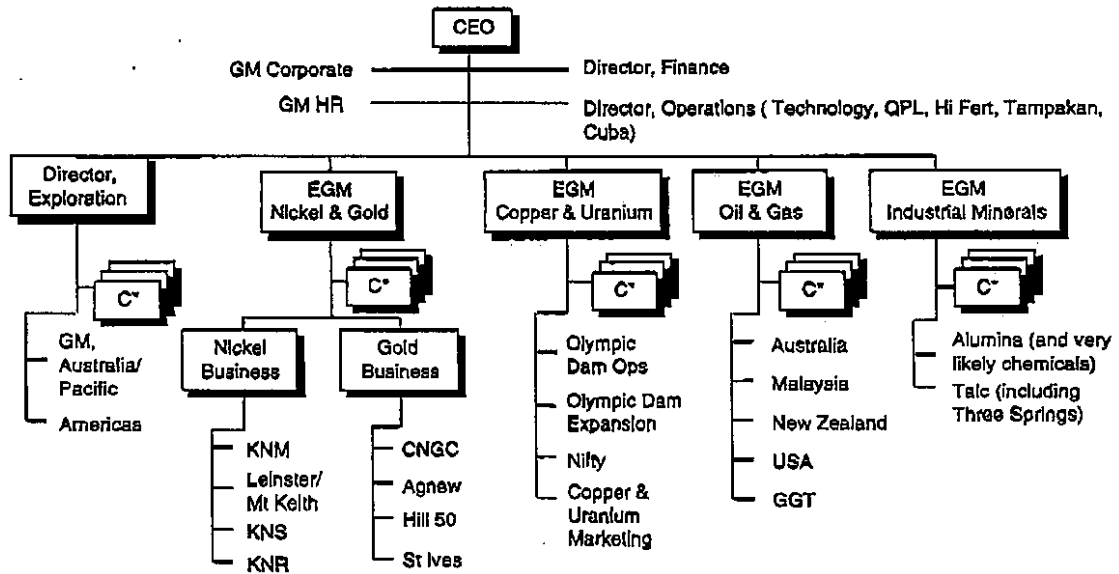 CEO
GM Corporate
Director, Finance
GM HR
Director, Operations ( Technology, QPL, Hi Fert, Tampakan,
Cuba)
Director,
Exploration
EGM
Nickel & Gold
EGM
Copper & Uranium
EGM
Oil & Gas
EGM
Industrial Minerals
C*
C*
C*
C*
C*
GM,
Australia/
Pacific
Americas
Nickel
Business
Gold
Business
KNM
Leinster/
Mt Keith
KNS
KNR
CNGC
Agnew
Hill 50
St Ives
Olympic
Dam Ops
Olympic Dam
Expansion
Nifty
Copper &
Uranium
Marketing
Australia
Malaysia
New Zealand
USA
GGT
Alumina (and very
likely chemicals)
Talc (including
Three Springs)